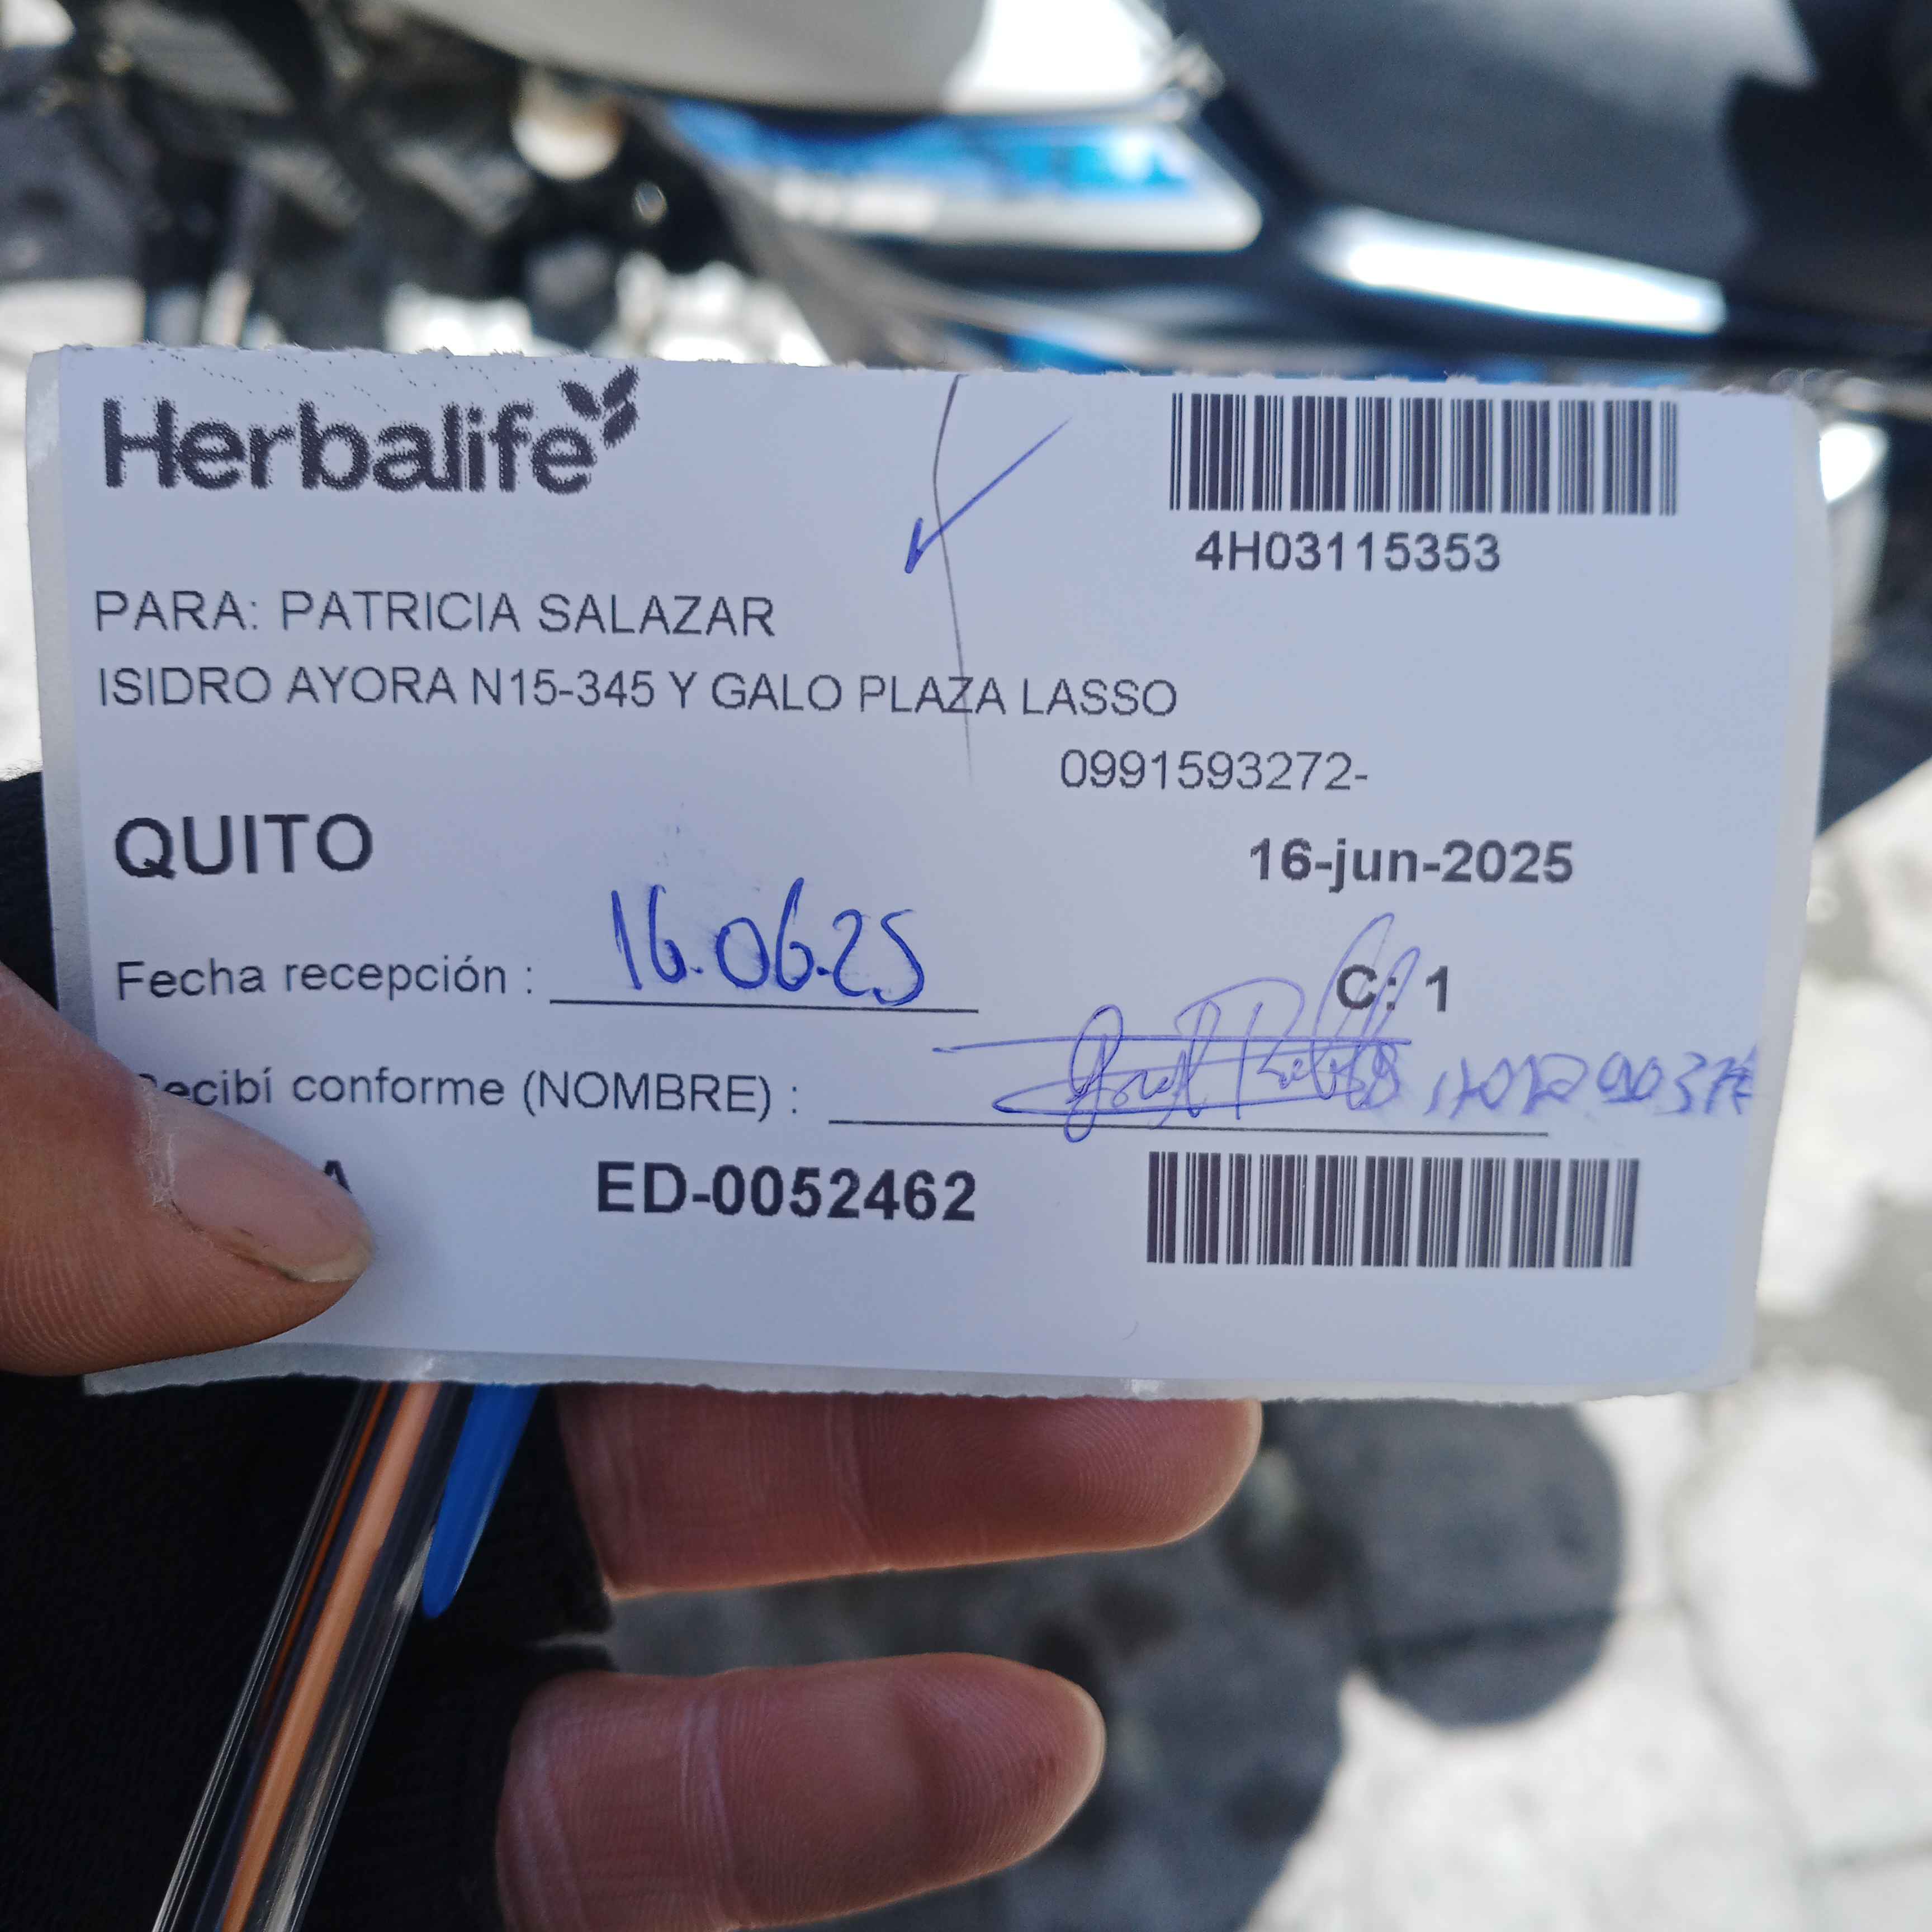 Herbalife
4H03115353
PARA: PATRICIA SALAZAR
ISIDRO AYORA N15-345 Y GALO PLAZA LASSO
0991593272-
QUITO
16-jun-2025
Fecha recepción : 16.06.25
C: 1
ecibí conforme (NOMBRE) :
A ED-0052462